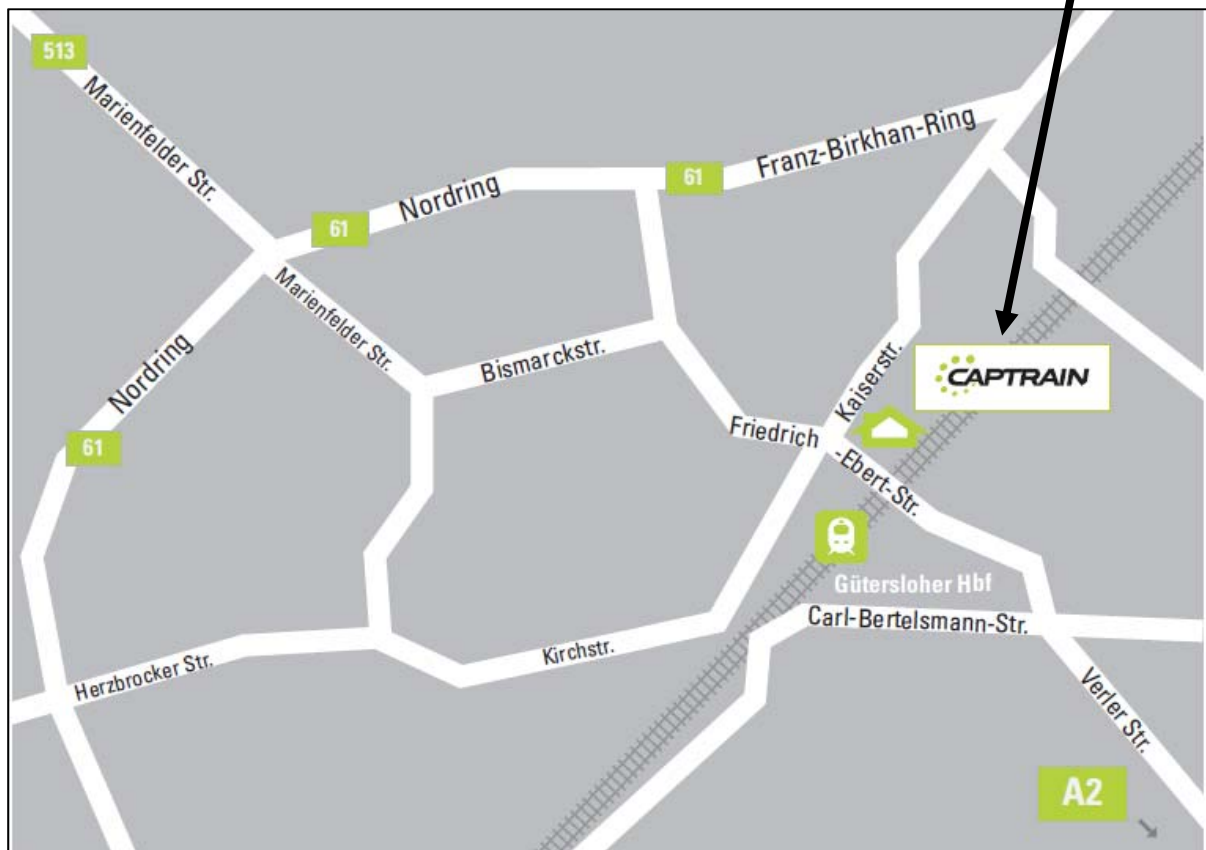 513
Marienfelder Str.
Franz-Birkhan-Ring
61
Nordring
61
Marienfelder Str.
Nordring
Bismarckstr.
Kaiserstr.
CAPTRAIN
61
Friedrich
-Ebert-Str.
Gütersloher Hbf
Carl-Bertelsmann-Str.
Kirchstr.
Herzbrocker Str.
Verler Str.
A2